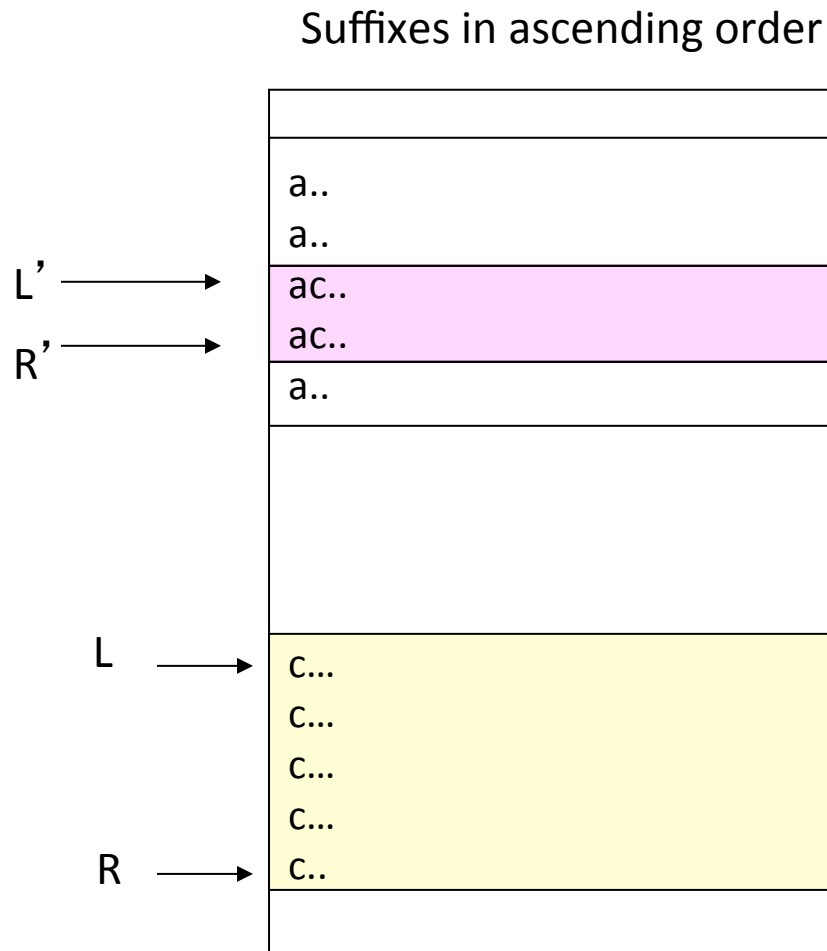 Suffixes in ascending order
a..
a..
L’
ac..
R’
ac..
a..
L
c...
c...
c...
c...
R
c..